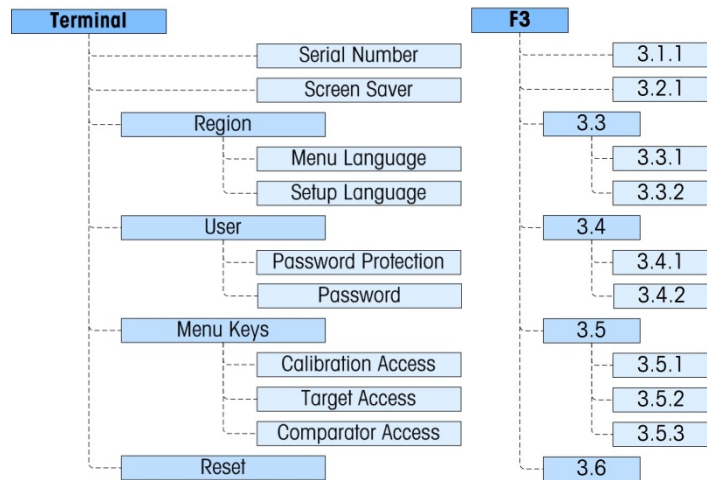 Terminal F3
Serial Number 3.1.1
Screen Saver 3.2.1
Region 3.3
Menu Language 3.3.1
Setup Language 3.3.2
User 3.4
Password Protection 3.4.1
Password 3.4.2
Menu Keys 3.5
Calibration Access 3.5.1
Target Access 3.5.2
Comparator Access 3.5.3
Reset 3.6